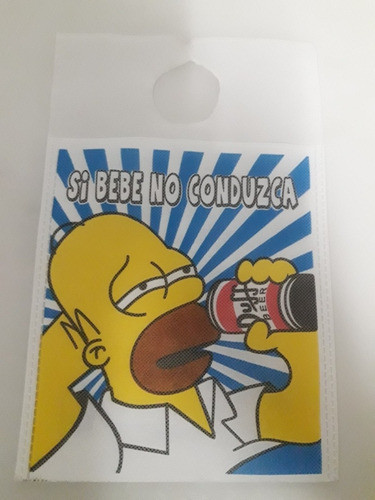 Si BEBE NO CONDUZCA
Duff
BEER